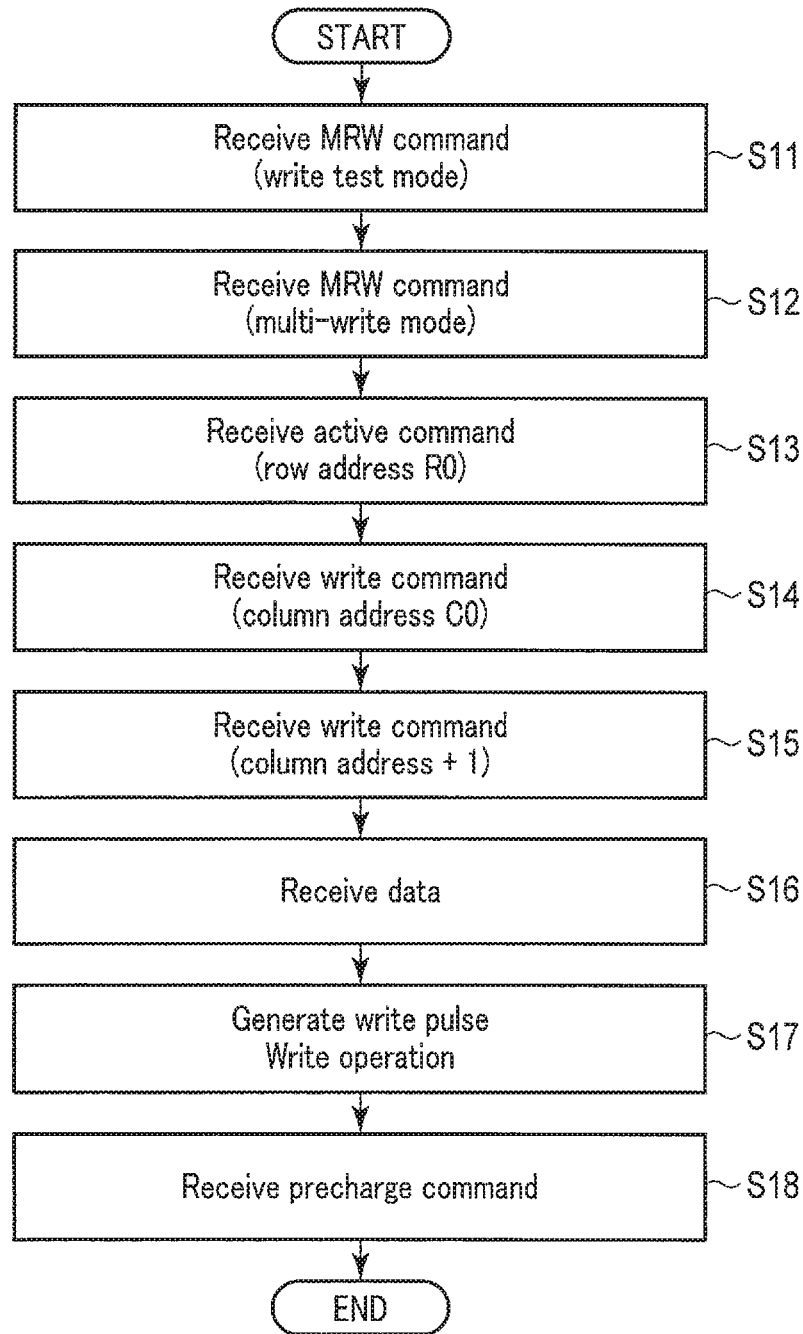 START
Receive MRW command
(write test mode)
S11
Receive MRW command
(multi-write mode)
S12
Receive active command
(row address R0)
S13
Receive write command
(column address C0)
S14
Receive write command
(column address + 1)
S15
Receive data
S16
Generate write pulse
Write operation
S17
Receive precharge command
S18
END